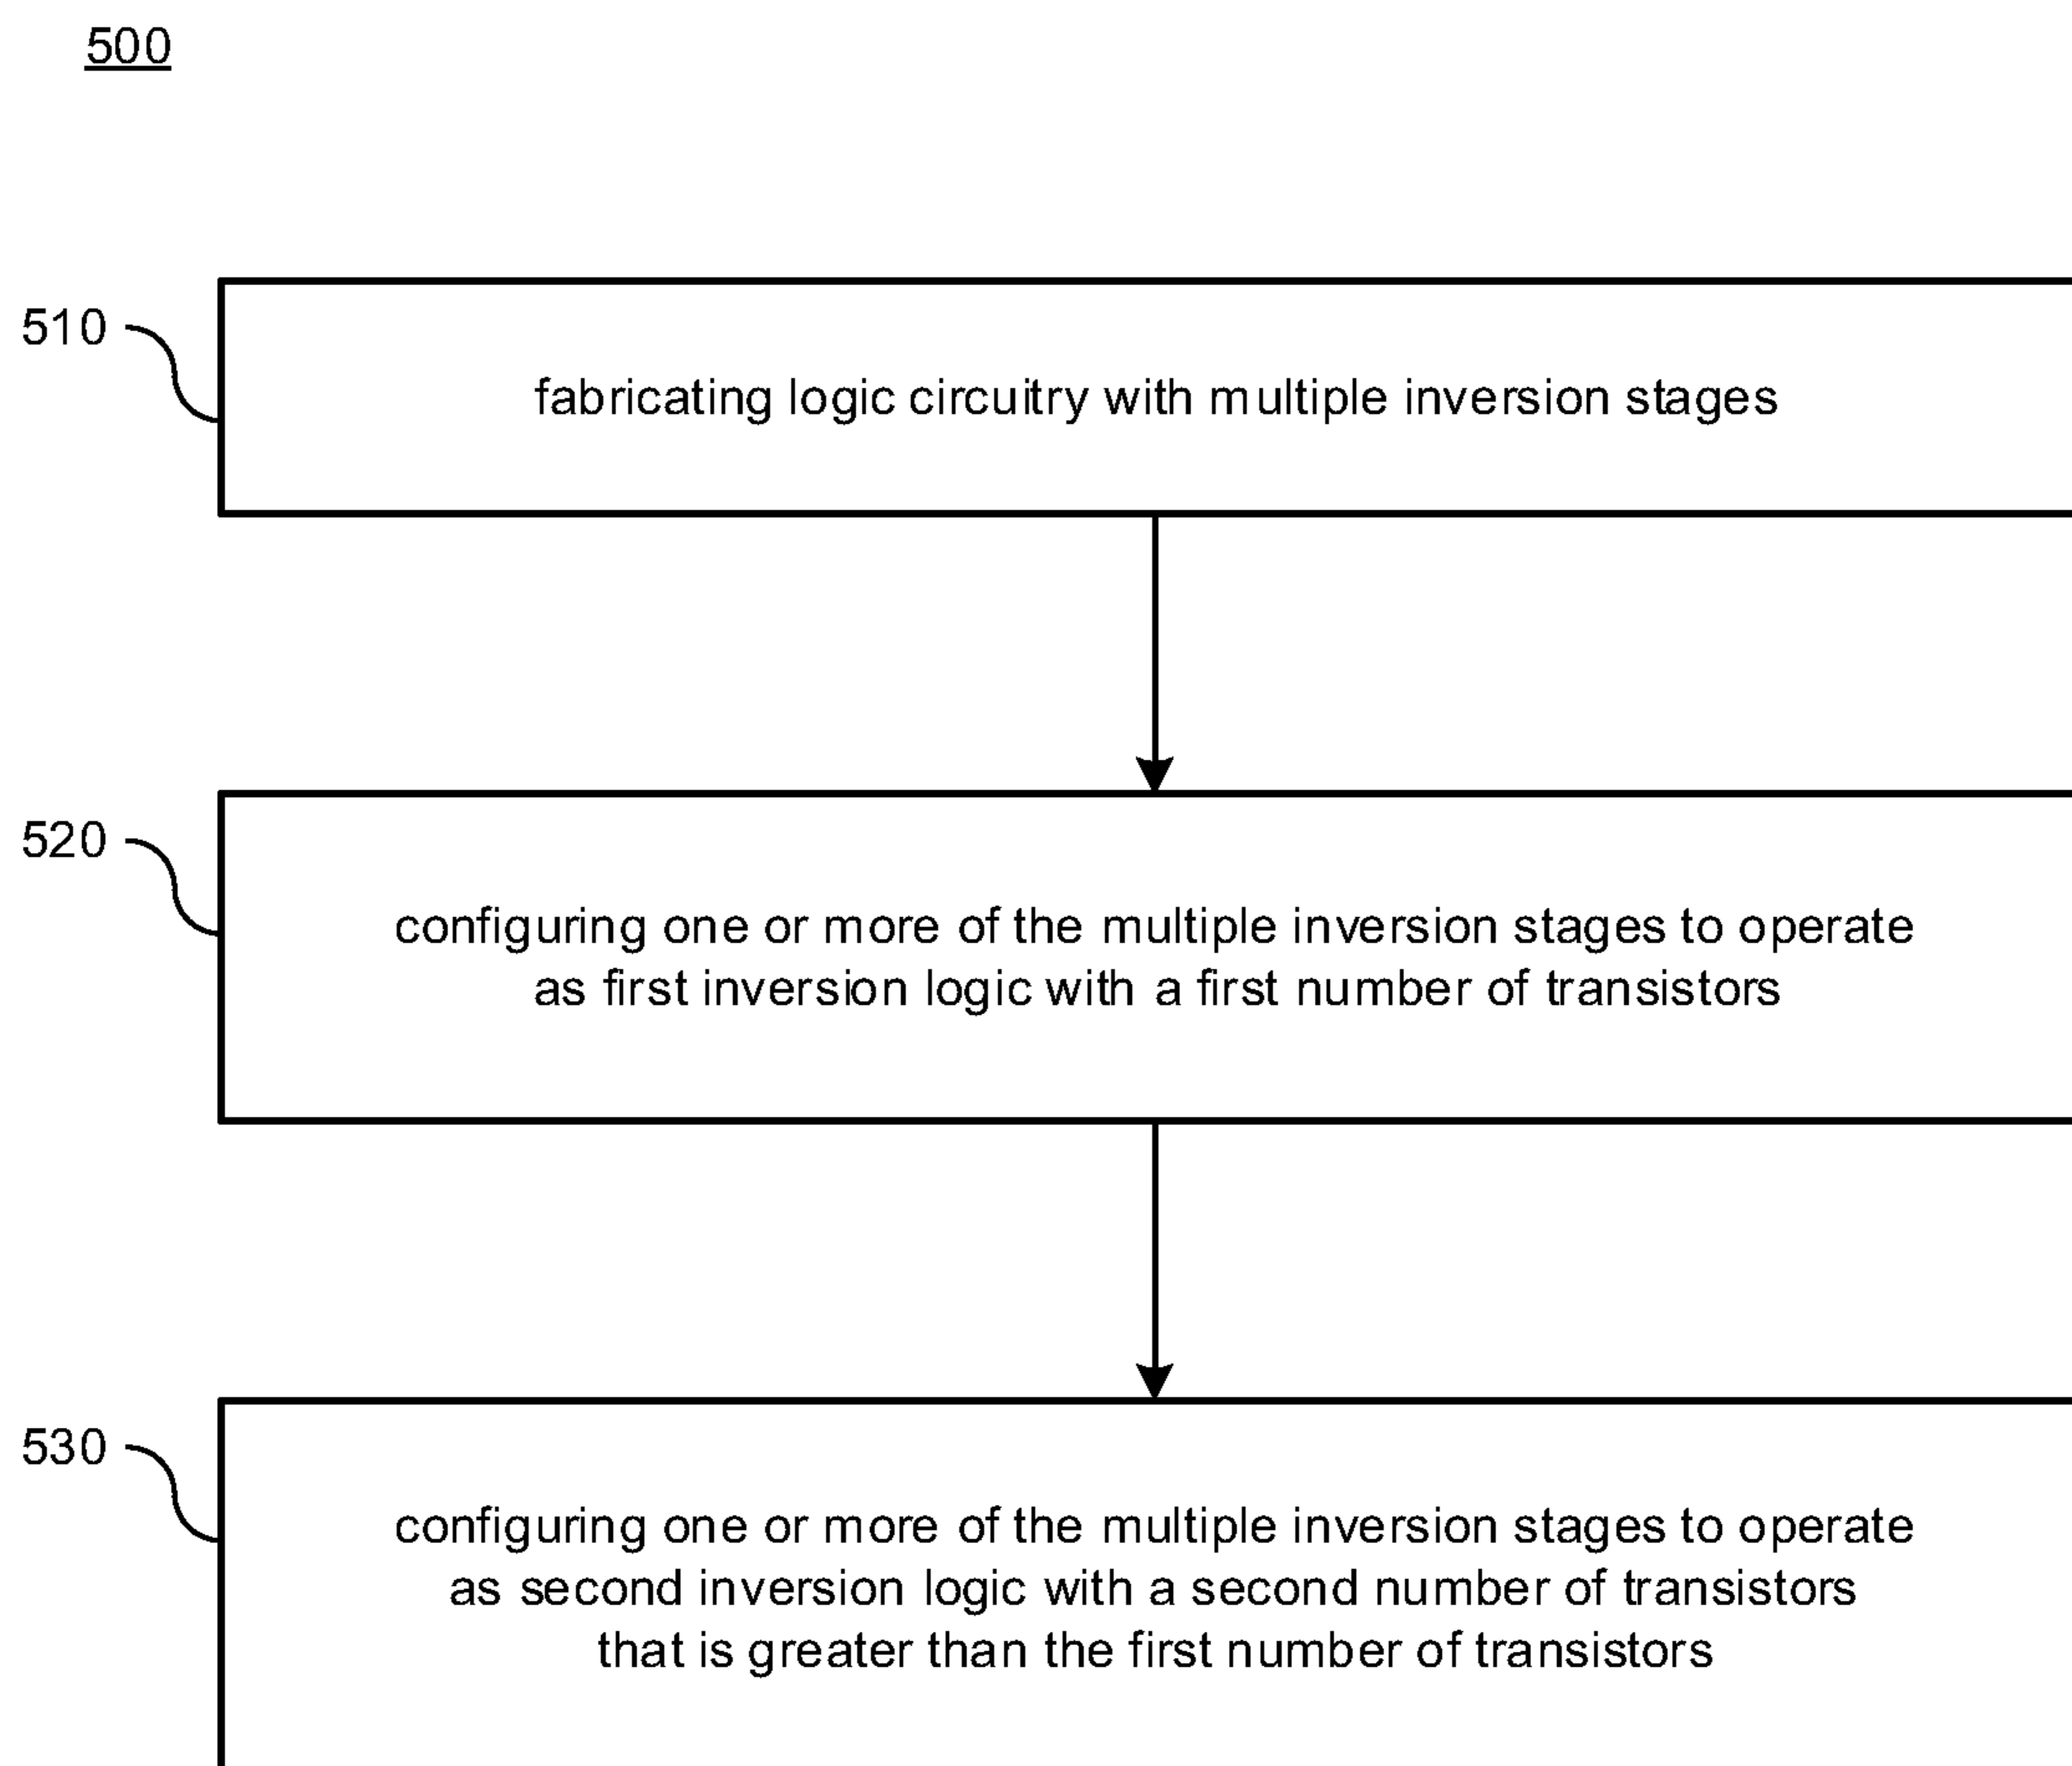 500
510
fabricating logic circuitry with multiple inversion stages
520
configuring one or more of the multiple inversion stages to operate
as first inversion logic with a first number of transistors
530
configuring one or more of the multiple inversion stages to operate
as second inversion logic with a second number of transistors
that is greater than the first number of transistors